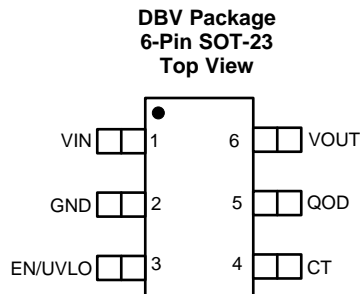 DBV Package
6-Pin SOT-23
Top View
VIN 1 6 VOUT
GND 2 5 QOD
EN/UVLO 3 4 CT